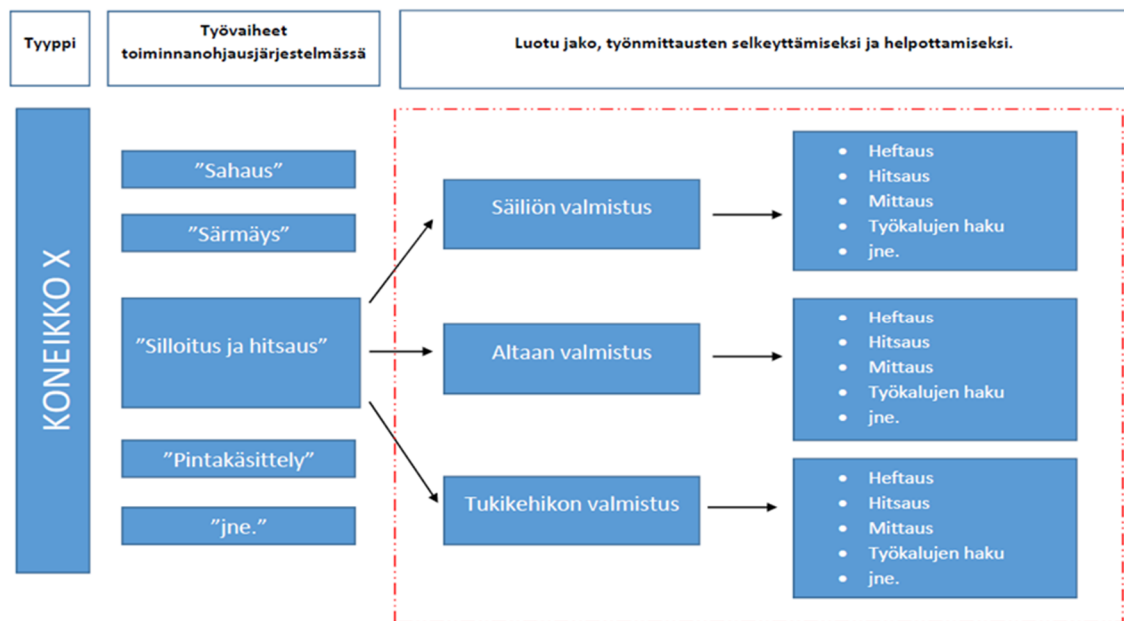 Tyyppi
Työvaiheet
toiminnanohjausjärjestelmässä
Luotu jako, työnmittausten selkeyttämiseksi ja helpottamiseksi.
KONEIKKO X
”Sahaus”
”Särmäys”
”Silloitus ja hitsaus”
”Pintakäsittely”
”jne.”
Säiliön valmistus
Altaan valmistus
Tukikehikon valmistus
• Heftaus
• Hitsaus
• Mittaus
• Työkalujen haku
• jne.
• Heftaus
• Hitsaus
• Mittaus
• Työkalujen haku
• jne.
• Heftaus
• Hitsaus
• Mittaus
• Työkalujen haku
• jne.